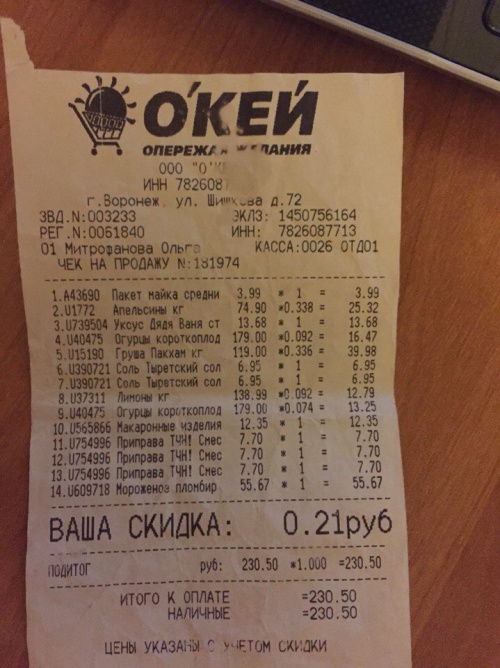 О'КЕЙ
ОПЕРЕЖАЯ ЖЕЛАНИЯ
ООО
ИНН 782608
г.Воронеж, ул. Шишкова д.72
ЗВД.N:003233 ЭКЛЗ: 1450756164
РЕГ.N:0061840 ИНН: 7826087713
01 Митрофанова Ольга КАССА:0026 ОТД01
ЧЕК НА ПРОДАЖУ N:181974
1.A43690 Пакет майка средни 3.99 * 1 = 3.99
2.U1772 Апельсины кг 74.90 *0.338 = 25.32
3.U739504 Уксус Дядя Ваня ст 13.68 * 1 = 13.68
4.U40475 Огурцы короткоплод 179.00 *0.092 = 16.47
5.U15190 Груша Паккам кг 119.00 *0.336 = 39.98
6.U390721 Соль Тыретский сол 6.95 * 1 = 6.95
7.U390721 Соль Тыретский сол 6.95 * 1 = 6.95
8.U37311 Лимоны кг 138.99 *0.092 = 12.79
9.U40475 Огурцы короткоплод 179.00 *0.074 = 13.25
10.U565866 Макаронные изделия 12.35 * 1 = 12.35
11.U754996 Приправа ТЧН! Смес 7.70 * 1 = 7.70
12.U754996 Приправа ТЧН! Смес 7.70 * 1 = 7.70
13.U754996 Приправа ТЧН! Смес 7.70 * 1 = 7.70
14.U609718 Мороженое пломбир 55.67 * 1 = 55.67
ВАША СКИДКА: 0.21руб
ПОДИТОГ руб: 230.50 *1.000 =230.50
ИТОГО К ОПЛАТЕ =230.50
НАЛИЧНЫЕ =230.50
ЦЕНЫ УКАЗАНЫ С УЧЕТОМ СКИДКИ